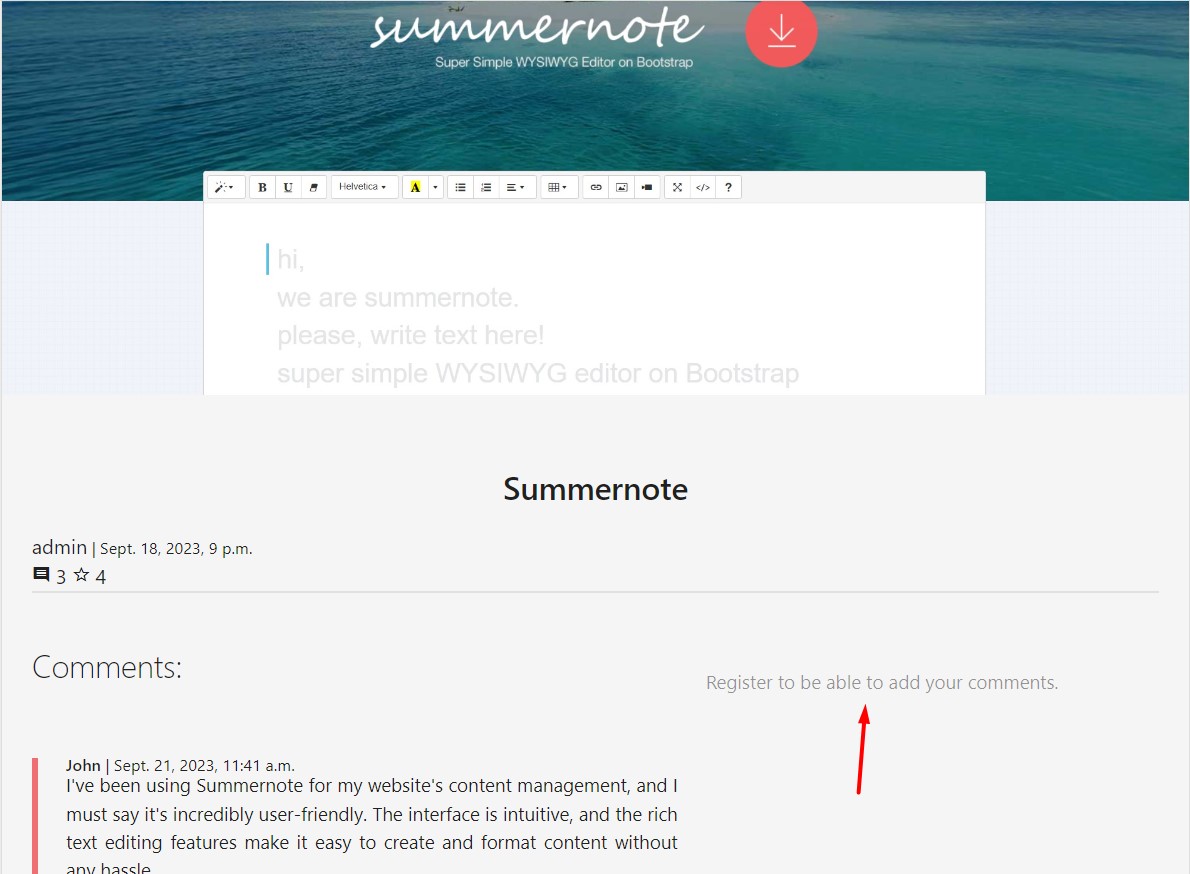 summernote
Super Simple WYSIWYG Editor on Bootstrap
B U Helvetica A </> ?
hi,
we are summernote.
please, write text here!
super simple WYSIWYG editor on Bootstrap
Summernote
admin | Sept. 18, 2023, 9 p.m.
3 4
Comments:
Register to be able to add your comments.
John | Sept. 21, 2023, 11:41 a.m.
I've been using Summernote for my website's content management, and I
must say it's incredibly user-friendly. The interface is intuitive, and the rich
text editing features make it easy to create and format content without
any hassle.